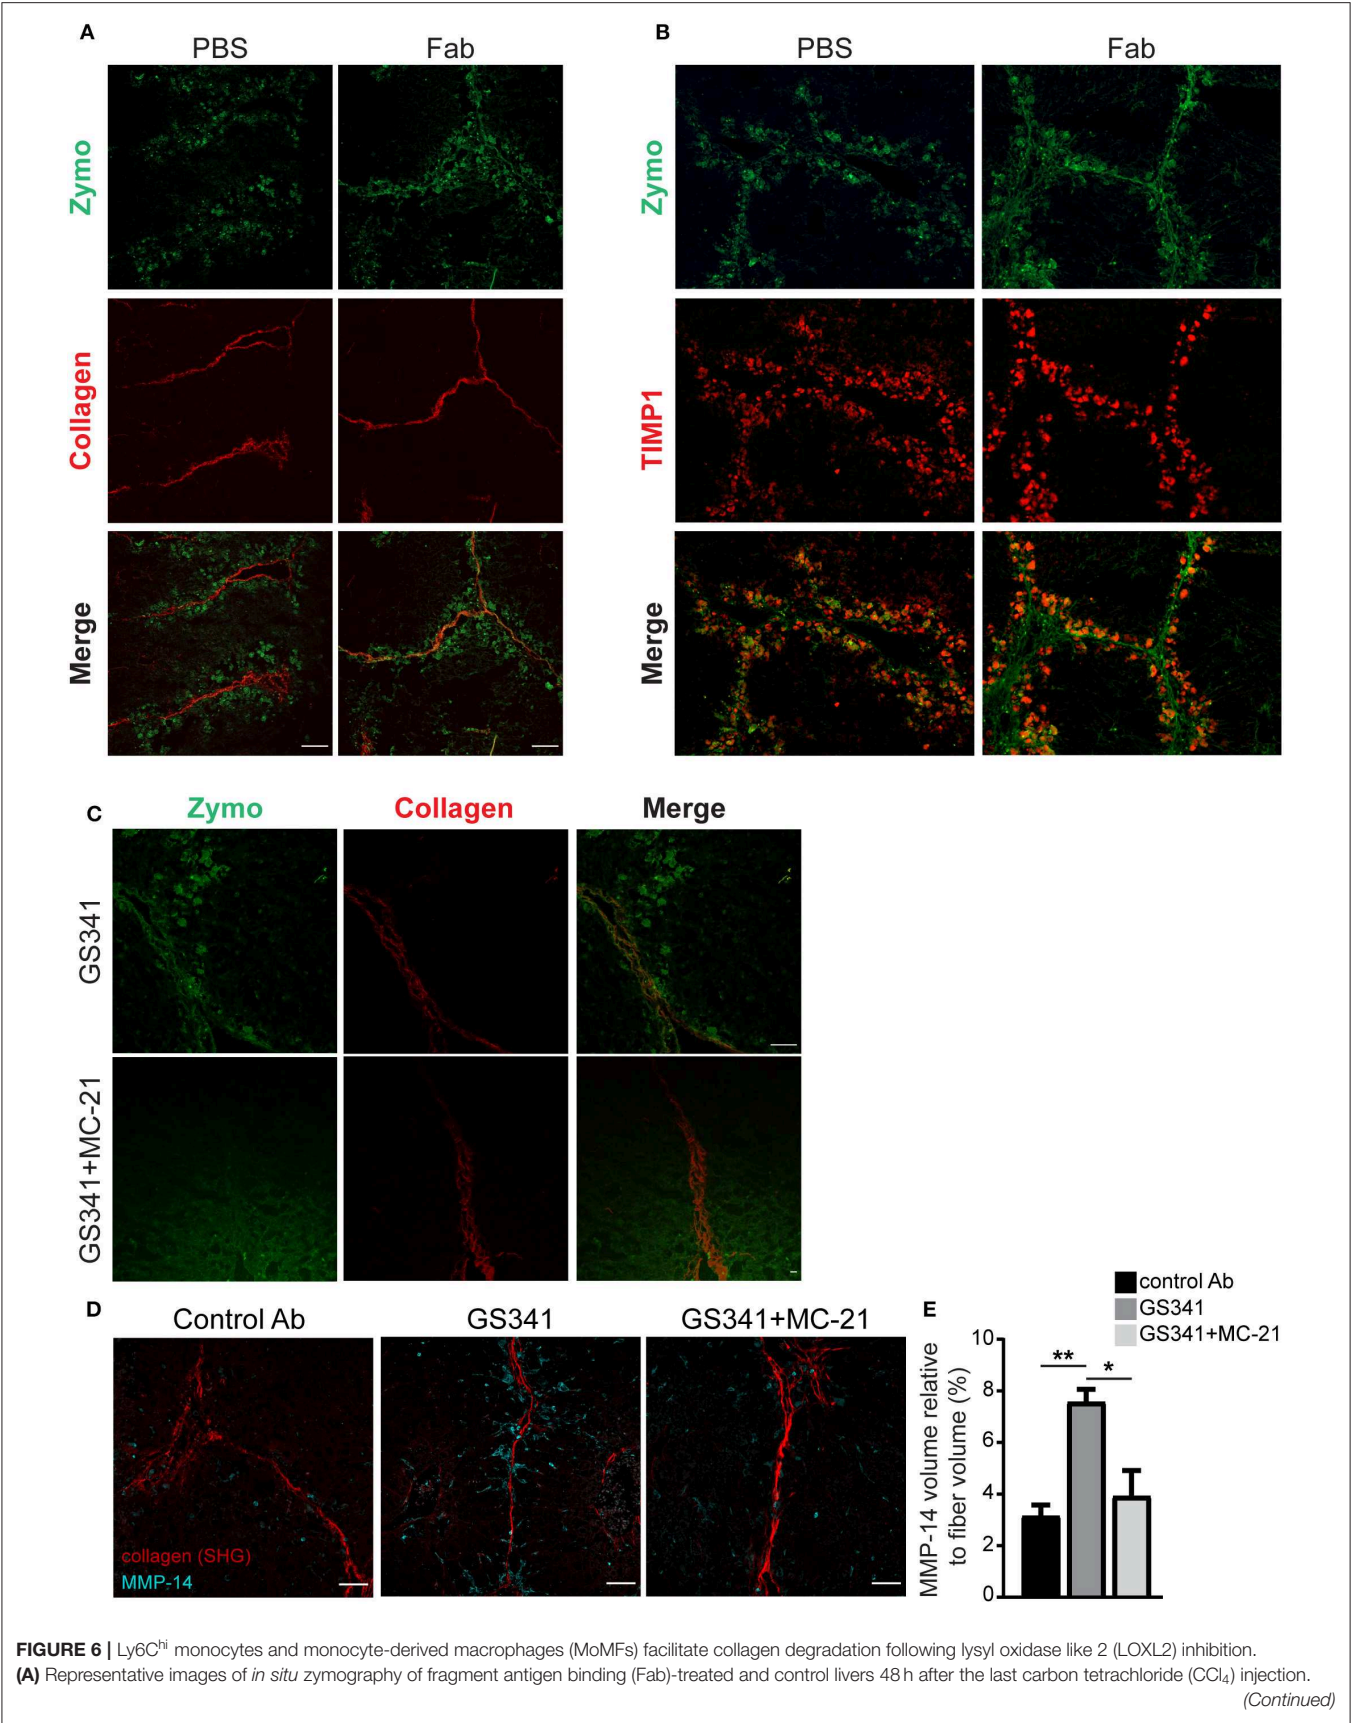 A
PBS
Fab
Zymo
Collagen
Merge
B
PBS
Fab
Zymo
TIMP1
Merge
C
Zymo
Collagen
Merge
GS341
GS341+MC-21
D
Control Ab
GS341
GS341+MC-21
collagen (SHG)
MMP-14
E
control Ab
GS341
GS341+MC-21
MMP-14 volume relative
to fiber volume (%)
10
8
6
4
2
0
**
*
FIGURE 6 | Ly6Chi monocytes and monocyte-derived macrophages (MoMFs) facilitate collagen degradation following lysyl oxidase like 2 (LOXL2) inhibition.
(A) Representative images of in situ zymography of fragment antigen binding (Fab)-treated and control livers 48 h after the last carbon tetrachloride (CCl4) injection.
(Continued)